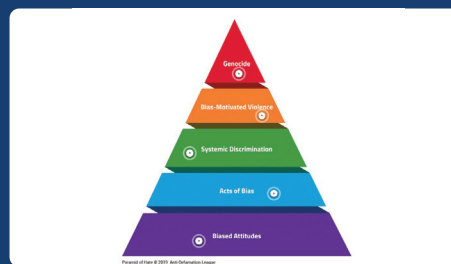 Genocide
Bias-Motivated Violence
Systemic Discrimination
Acts of Bias
Biased Attitudes
Pyramid of Hate © 2019 Anti-Defamation League